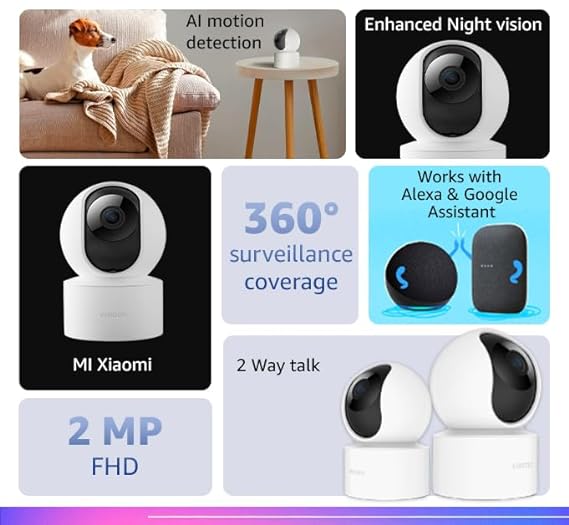 AI motion
detection
Enhanced Night vision
MI Xiaomi
360°
surveillance
coverage
Works with
Alexa & Google
Assistant
2 MP
FHD
2 Way talk